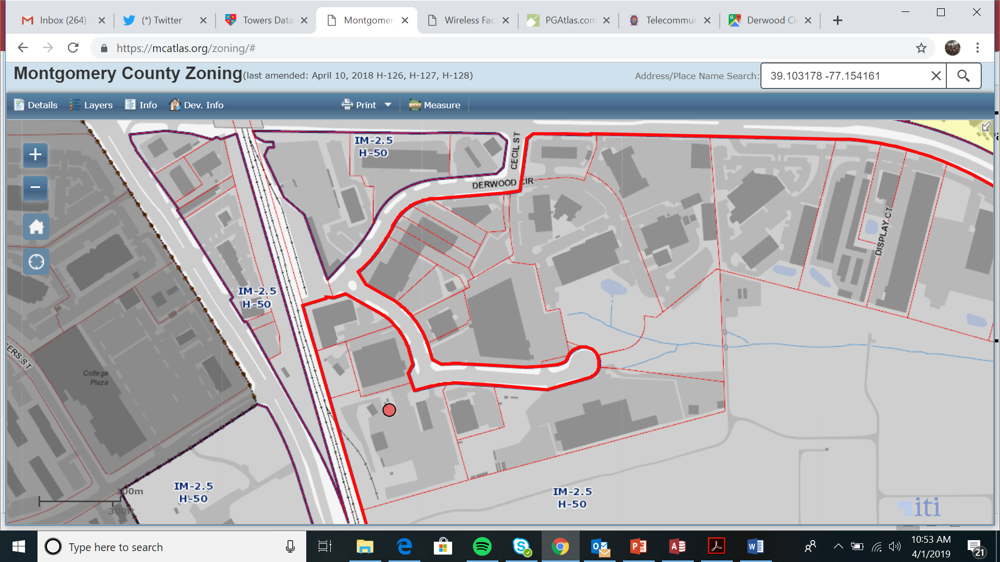 Inbox (264)
(*) Twitter
Towers Data
Montgomer
Wireless Fac
PGAtlas.com
Telecommun
Derwood Ci
https://mcatlas.org/zoning/#
Montgomery County Zoning(last amended: April 10, 2018 H-126, H-127, H-128)
Address/Place Name Search:
39.103178 -77.154161
Details
Layers
Info
Dev. Info
Print
Measure
IM-2.5
H-50
CECIL ST
DERWOOD CIR
DISPLAY CT
IM-2.5
H-50
ERS ST
College
Plaza
IM-2.5
H-50
IM-2.5
H-50
100m
300ft
iti
Type here to search
10:53 AM
4/1/2019
21